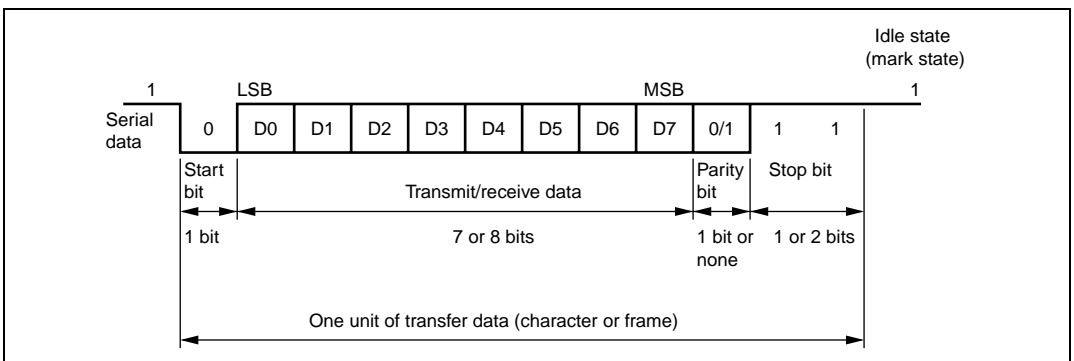 Idle state
(mark state)
1 LSB MSB 1
Serial
data
0 D0 D1 D2 D3 D4 D5 D6 D7 0/1 1 1
Start
bit
Transmit/receive data
Parity
bit
Stop bit
1 bit
7 or 8 bits
1 bit or
none
1 or 2 bits
One unit of transfer data (character or frame)